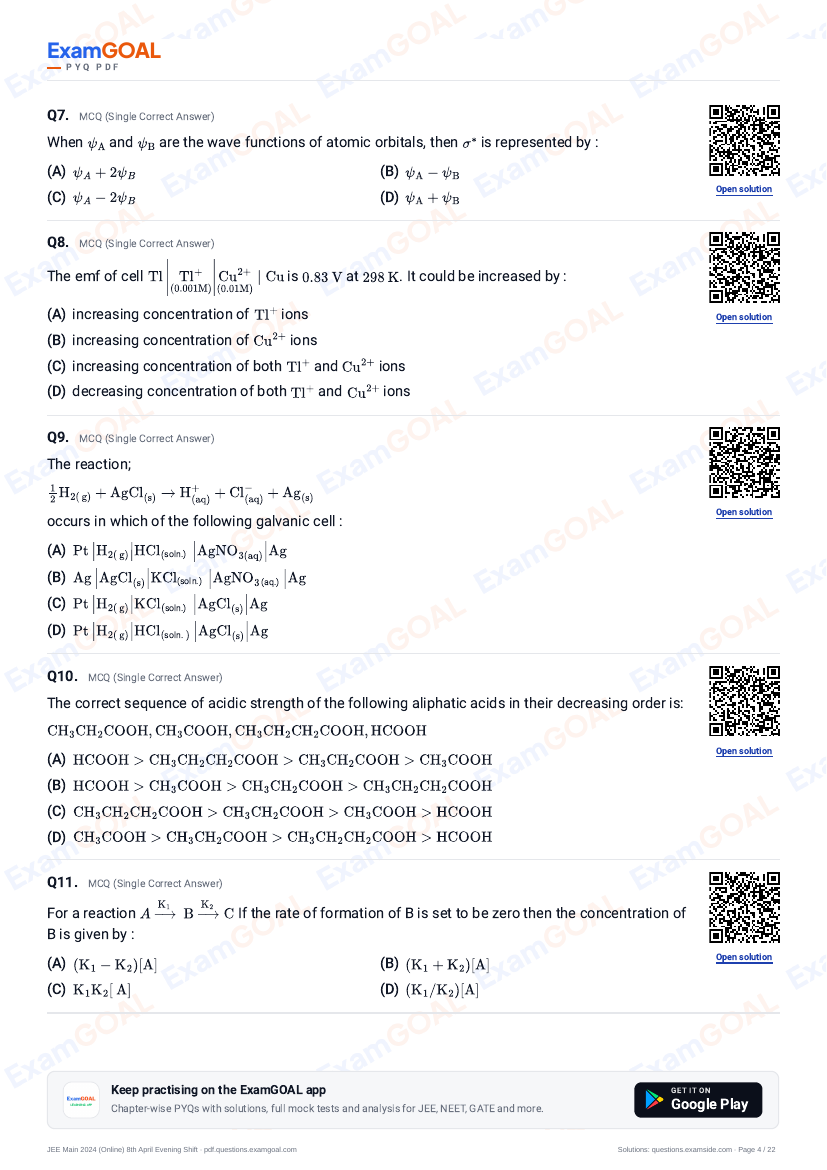 ExamGOAL
PYQ PDF
Q7. MCQ (Single Correct Answer)
When ψ_A and ψ_B are the wave functions of atomic orbitals, then σ* is represented by :
(A) ψ_A + 2ψ_B (B) ψ_A − ψ_B
(C) ψ_A − 2ψ_B (D) ψ_A + ψ_B
Open solution
Q8. MCQ (Single Correct Answer)
The emf of cell Tl | Tl⁺ (0.001M) | Cu²⁺ (0.01M) | Cu is 0.83 V at 298 K. It could be increased by :
(A) increasing concentration of Tl⁺ ions
(B) increasing concentration of Cu²⁺ ions
(C) increasing concentration of both Tl⁺ and Cu²⁺ ions
(D) decreasing concentration of both Tl⁺ and Cu²⁺ ions
Open solution
Q9. MCQ (Single Correct Answer)
The reaction;
½H₂₍g₎ + AgCl₍s₎ → H⁺(aq) + Cl⁻(aq) + Ag(s)
occurs in which of the following galvanic cell :
(A) Pt |H₂(g)|HCl(soln.) |AgNO₃(aq)|Ag
(B) Ag |AgCl(s)|KCl(soln.) |AgNO₃(aq.) |Ag
(C) Pt |H₂(g)|KCl(soln.) |AgCl(s)|Ag
(D) Pt |H₂(g)|HCl(soln. ) |AgCl(s)|Ag
Open solution
Q10. MCQ (Single Correct Answer)
The correct sequence of acidic strength of the following aliphatic acids in their decreasing order is:
CH₃CH₂COOH, CH₃COOH, CH₃CH₂CH₂COOH, HCOOH
(A) HCOOH > CH₃CH₂CH₂COOH > CH₃CH₂COOH > CH₃COOH
(B) HCOOH > CH₃COOH > CH₃CH₂COOH > CH₃CH₂CH₂COOH
(C) CH₃CH₂CH₂COOH > CH₃CH₂COOH > CH₃COOH > HCOOH
(D) CH₃COOH > CH₃CH₂COOH > CH₃CH₂CH₂COOH > HCOOH
Open solution
Q11. MCQ (Single Correct Answer)
For a reaction A —K₁→ B —K₂→ C If the rate of formation of B is set to be zero then the concentration of
B is given by :
(A) (K₁ − K₂)[A] (B) (K₁ + K₂)[A]
(C) K₁K₂[ A] (D) (K₁/K₂)[A]
Open solution
Keep practising on the ExamGOAL app
Chapter-wise PYQs with solutions, full mock tests and analysis for JEE, NEET, GATE and more.
GET IT ON
Google Play
JEE Main 2024 (Online) 8th April Evening Shift · pdf.questions.examgoal.com
Solutions: questions.examside.com · Page 4 / 22